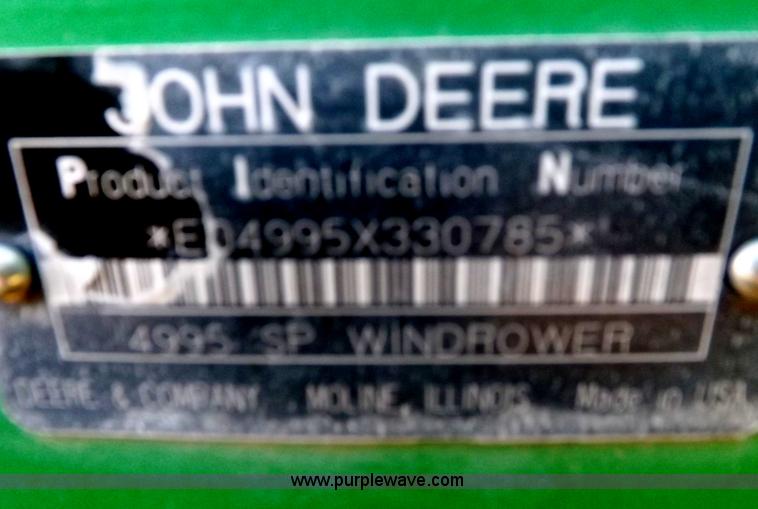 JOHN DEERE
Product Identification Number
*E04995X330785*
4995 SP WINDROWER
DEERE & COMPANY MOLINE, ILLINOIS Made in USA
www.purplewave.com